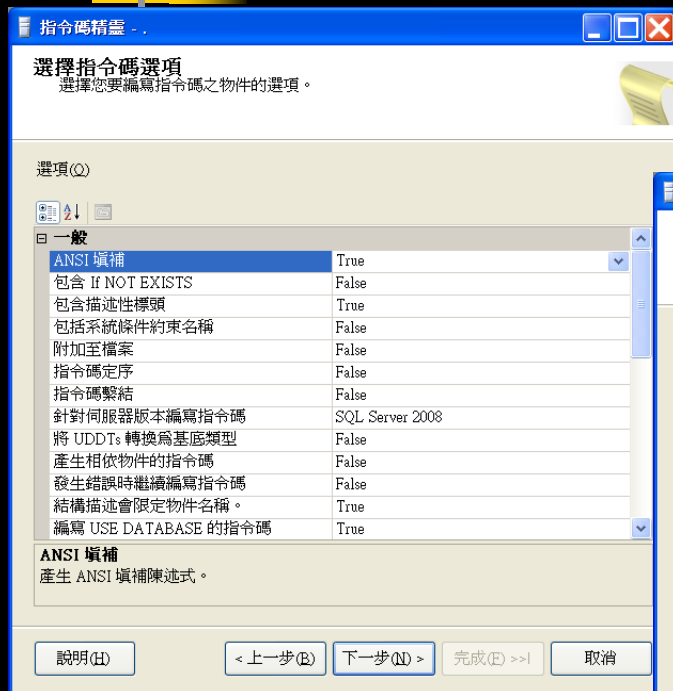 指令碼精靈 - .
選擇指令碼選項
選擇您要編寫指令碼之物件的選項。
選項(O)
一般
ANSI 塡補 True
包含 If NOT EXISTS False
包含描述性標頭 True
包括系統條件約束名稱 False
附加至檔案 False
指令碼定序 False
指令碼繫結 False
針對伺服器版本編寫指令碼 SQL Server 2008
將 UDDTs 轉換爲基底類型 False
產生相依物件的指令碼 False
發生錯誤時繼續編寫指令碼 False
結構描述會限定物件名稱。 True
編寫 USE DATABASE 的指令碼 True
ANSI 塡補
產生 ANSI 塡補陳述式。
說明(H) < 上一步(B) 下一步(N) > 完成(F) >>| 取消